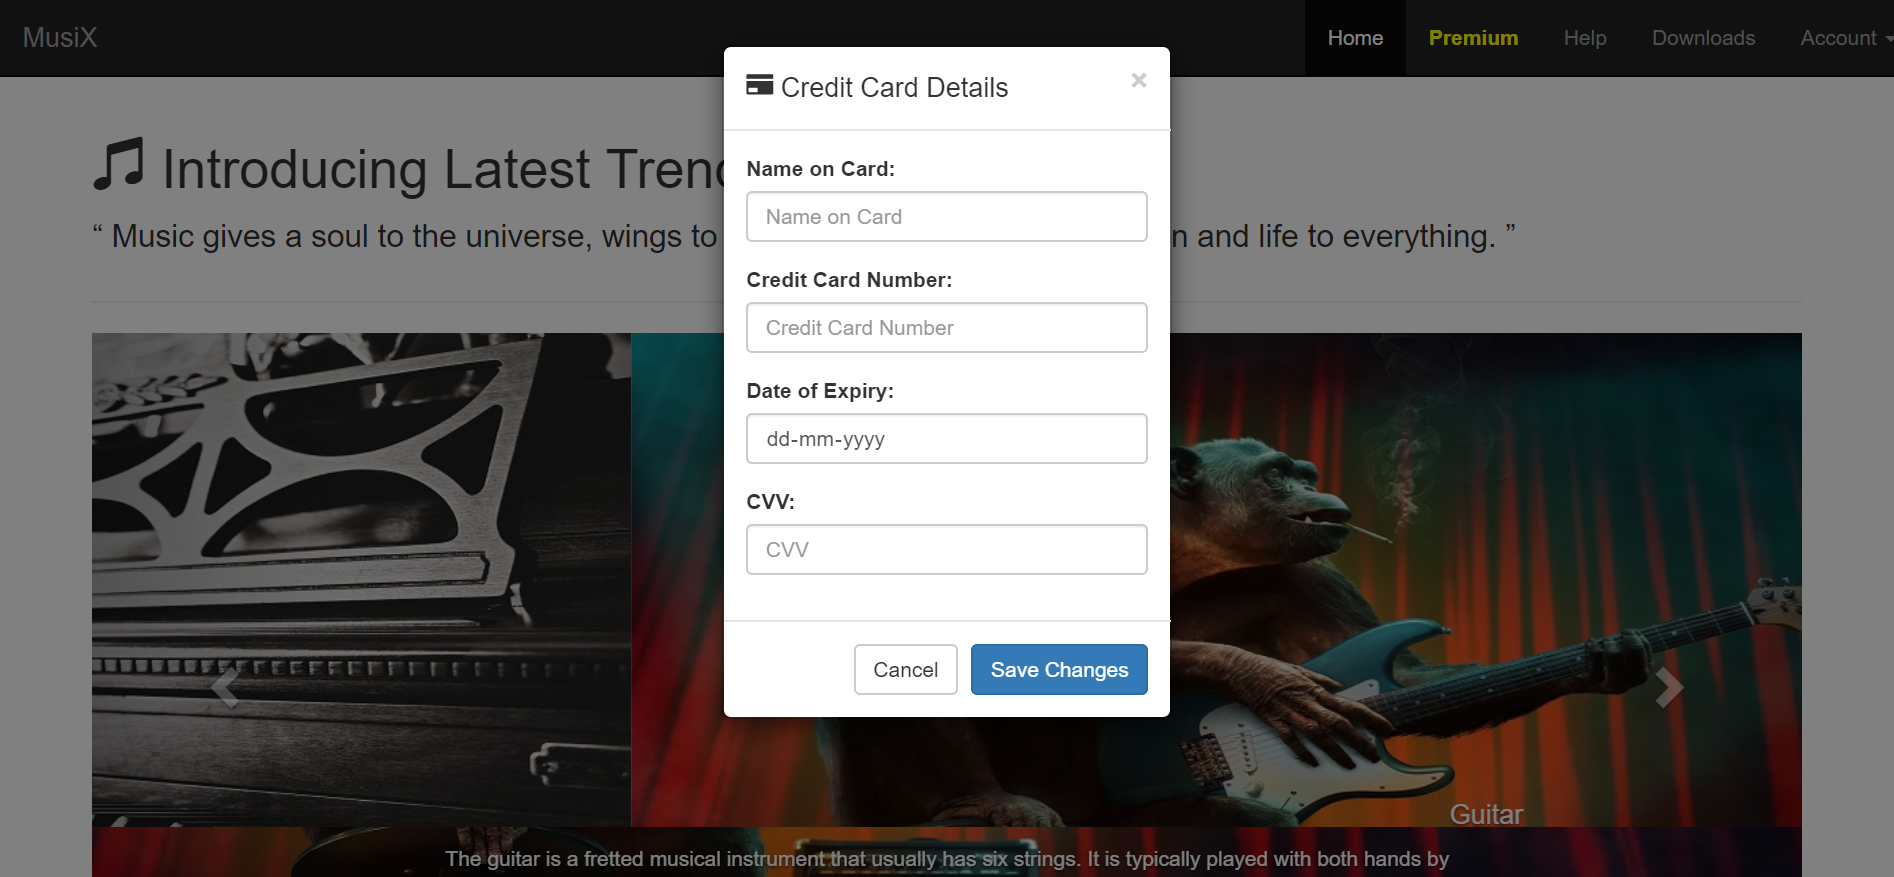 MusiX
Home
Premium
Help
Downloads
Account
Credit Card Details
×
Introducing Latest
“ Music gives a soul to the universe, wings to
and life to everything. ”
Name on Card:
Name on Card
Credit Card Number:
Credit Card Number
Date of Expiry:
dd-mm-yyyy
CVV:
CVV
Cancel
Save Changes
Guitar
The guitar is a fretted musical instrument that usually has six strings. It is typically played with both hands by